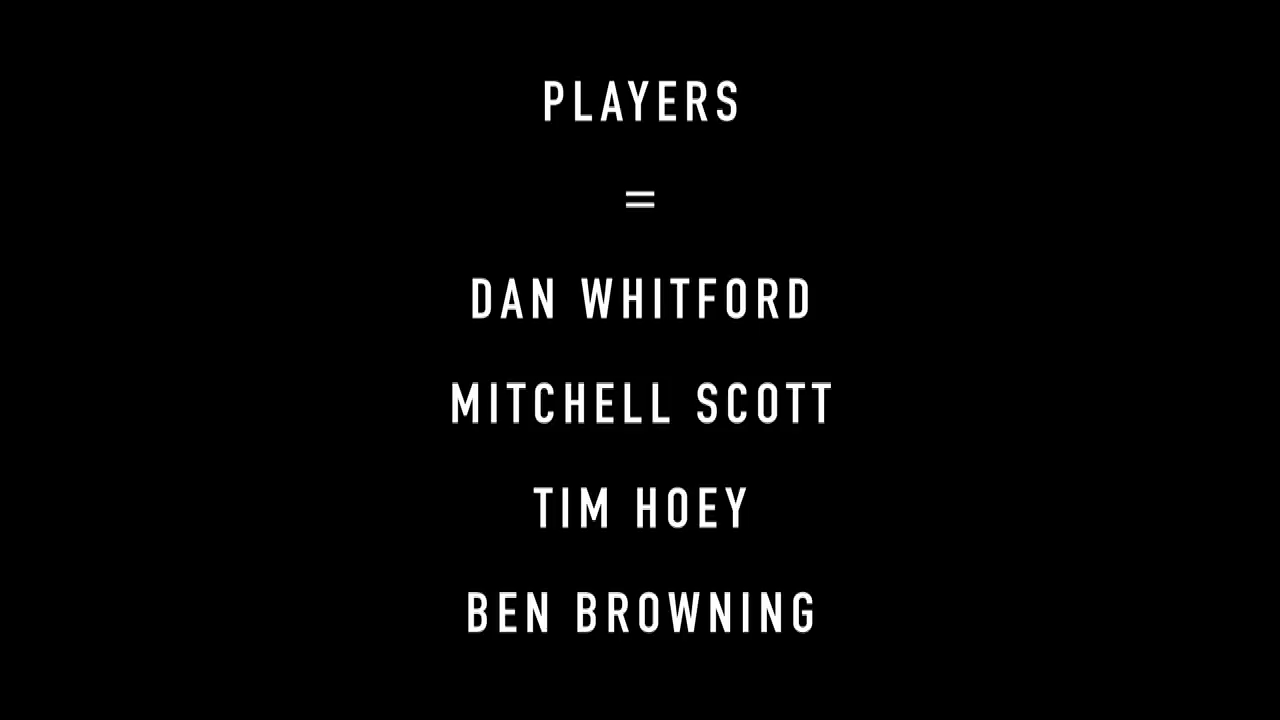 PLAYERS
=
DAN WHITFORD
MITCHELL SCOTT
TIM HOEY
BEN BROWNING